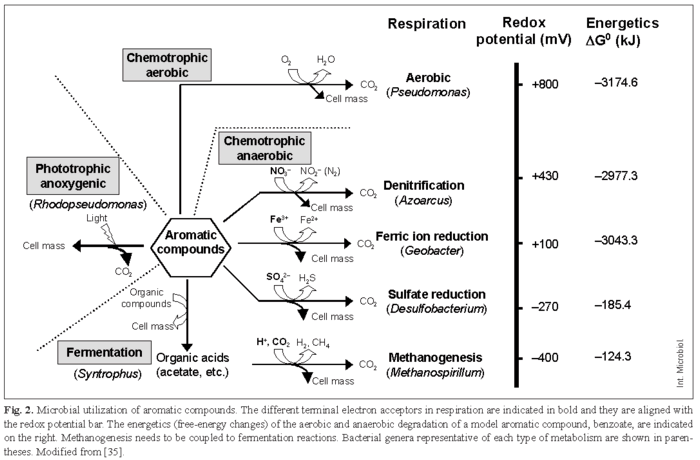 Respiration
Redox
potential (mV)
Energetics
ΔG⁰ (kJ)
Chemotrophic
aerobic
O₂
H₂O
CO₂
Cell mass
Aerobic
(Pseudomonas)
+800
–3174.6
Chemotrophic
anaerobic
NO₃⁻
NO₂⁻ (N₂)
CO₂
Cell mass
Denitrification
(Azoarcus)
+430
–2977.3
Phototrophic
anoxygenic
(Rhodopseudomonas)
Light
Cell mass
CO₂
Aromatic
compounds
Fe³⁺
Fe²⁺
CO₂
Cell mass
Ferric ion reduction
(Geobacter)
+100
–3043.3
SO₄²⁻
H₂S
CO₂
Cell mass
Sulfate reduction
(Desulfobacterium)
–270
–185.4
Organic
compounds
Cell mass
Fermentation
(Syntrophus)
Organic acids
(acetate, etc.)
H⁺, CO₂
H₂, CH₄
CO₂
Cell mass
Methanogenesis
(Methanospirillum)
–400
–124.3
Int. Microbiol.
Fig. 2. Microbial utilization of aromatic compounds. The different terminal electron acceptors in respiration are indicated in bold and they are aligned with
the redox potential bar. The energetics (free-energy changes) of the aerobic and anaerobic degradation of a model aromatic compound, benzoate, are indicated
on the right. Methanogenesis needs to be coupled to fermentation reactions. Bacterial genera representative of each type of metabolism are shown in paren-
theses. Modified from [35].